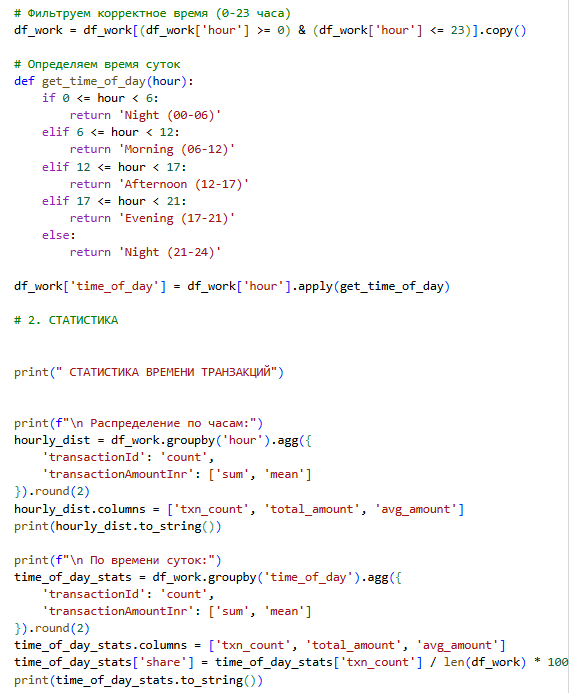 # Фильтруем корректное время (0-23 часа)
df_work = df_work[(df_work['hour'] >= 0) & (df_work['hour'] <= 23)].copy()
# Определяем время суток
def get_time_of_day(hour):
    if 0 <= hour < 6:
        return 'Night (00-06)'
    elif 6 <= hour < 12:
        return 'Morning (06-12)'
    elif 12 <= hour < 17:
        return 'Afternoon (12-17)'
    elif 17 <= hour < 21:
        return 'Evening (17-21)'
    else:
        return 'Night (21-24)'
df_work['time_of_day'] = df_work['hour'].apply(get_time_of_day)
# 2. СТАТИСТИКА
print(" СТАТИСТИКА ВРЕМЕНИ ТРАНЗАКЦИЙ")
print(f"\n Распределение по часам:")
hourly_dist = df_work.groupby('hour').agg({
    'transactionId': 'count',
    'transactionAmountInr': ['sum', 'mean']
}).round(2)
hourly_dist.columns = ['txn_count', 'total_amount', 'avg_amount']
print(hourly_dist.to_string())
print(f"\n По времени суток:")
time_of_day_stats = df_work.groupby('time_of_day').agg({
    'transactionId': 'count',
    'transactionAmountInr': ['sum', 'mean']
}).round(2)
time_of_day_stats.columns = ['txn_count', 'total_amount', 'avg_amount']
time_of_day_stats['share'] = time_of_day_stats['txn_count'] / len(df_work) * 100
print(time_of_day_stats.to_string())